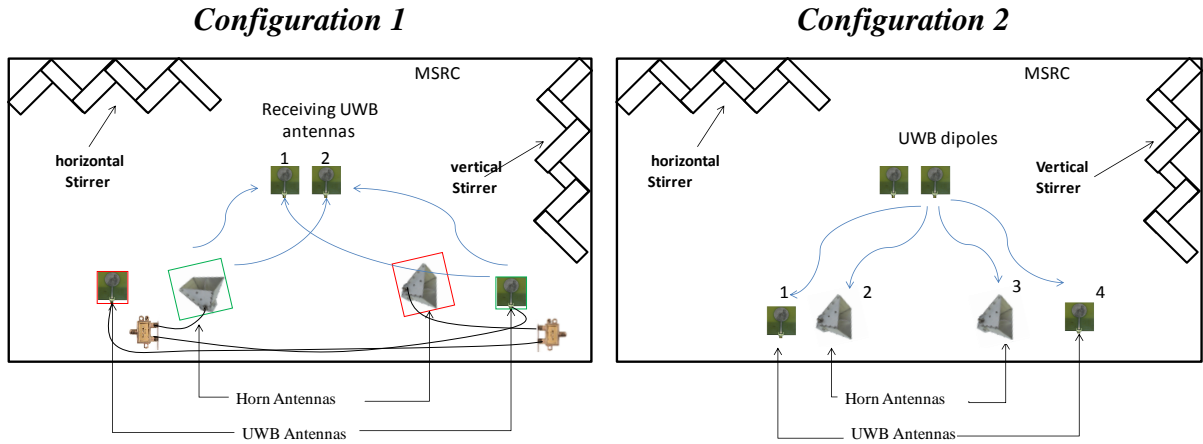 Configuration 1
MSRC
Receiving UWB
antennas
horizontal
Stirrer
1
2
vertical
Stirrer
Horn Antennas
UWB Antennas
Configuration 2
MSRC
UWB dipoles
horizontal
Stirrer
Vertical
Stirrer
1
2
3
4
Horn Antennas
UWB Antennas